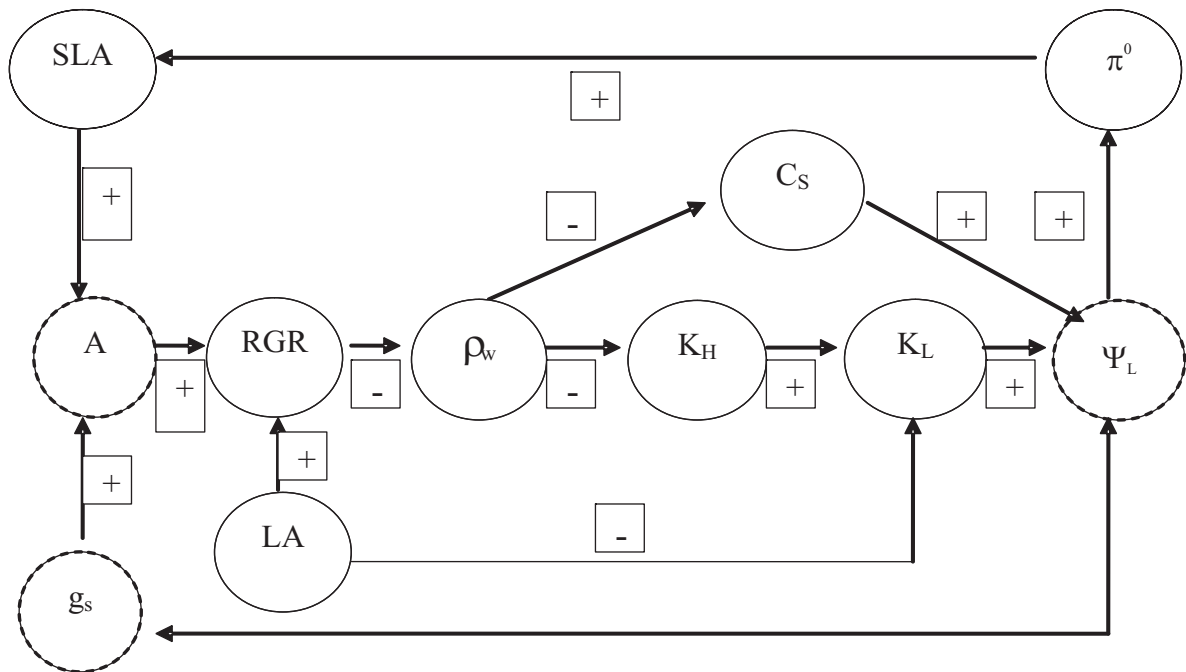 SLA
π⁰
+
+
C_S
-
+
+
A
RGR
ρ_w
K_H
K_L
Ψ_L
+
-
-
+
+
+
+
LA
-
g_s